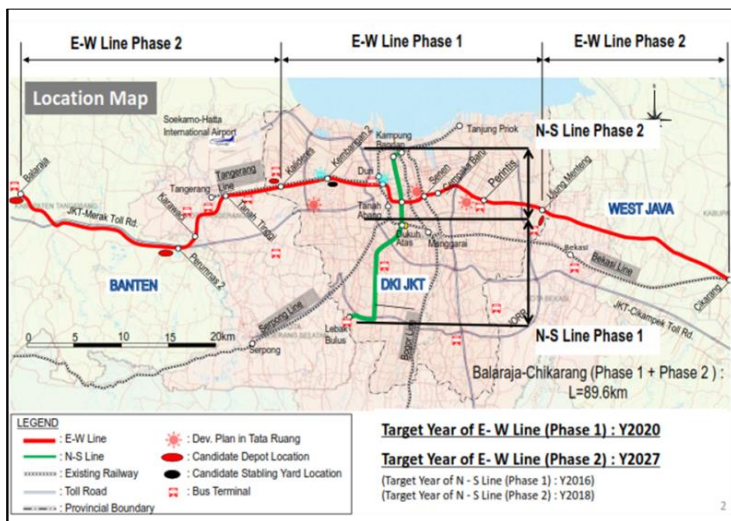 E-W Line Phase 2
E-W Line Phase 1
E-W Line Phase 2
Location Map
Soekarno-Hatta
International Airport
Kampung
Bandan
Tanjung Priok
N-S Line Phase 2
Balaraja
Tangerang
Line
Tangerang
Kalideres
Kembangan 2
Duri
Senen
Cempaka Baru
Perintis
Ujung Menteng
WEST JAVA
JKT-Merak Toll Rd.
Karawaci
Tanah Tinggi
Tanah
Abang
Dukuh
Atas
Manggarai
Perumnas 2
Bekasi
Bekasi Line
Cikarang
BANTEN
DKI JKT
Serpong Line
Bogor Line
JORR
JKT-Cikampek Toll Rd.
0 5 10 15 20km
Lebak
Bulus
Serpong
N-S Line Phase 1
Balaraja-Chikarang (Phase 1 + Phase 2 ) :
L=89.6km
LEGEND
: E-W Line
: N-S Line
: Existing Railway
: Toll Road
: Provincial Boundary
: Dev. Plan in Tata Ruang
: Candidate Depot Location
: Candidate Stabling Yard Location
: Bus Terminal
Target Year of E- W Line (Phase 1) : Y2020
Target Year of E- W Line (Phase 2) : Y2027
(Target Year of N - S Line (Phase 1) : Y2016)
(Target Year of N - S Line (Phase 2) : Y2018)
2